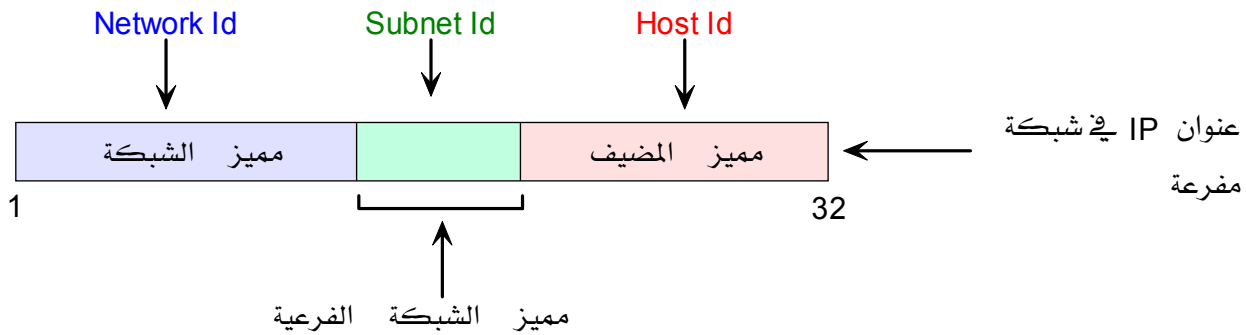 Network Id
Subnet Id
Host Id
عنوان IP في شبكة
مفرعة
مميز الشبكة
مميز المضيف
1
32
مميز الشبكة الفرعية